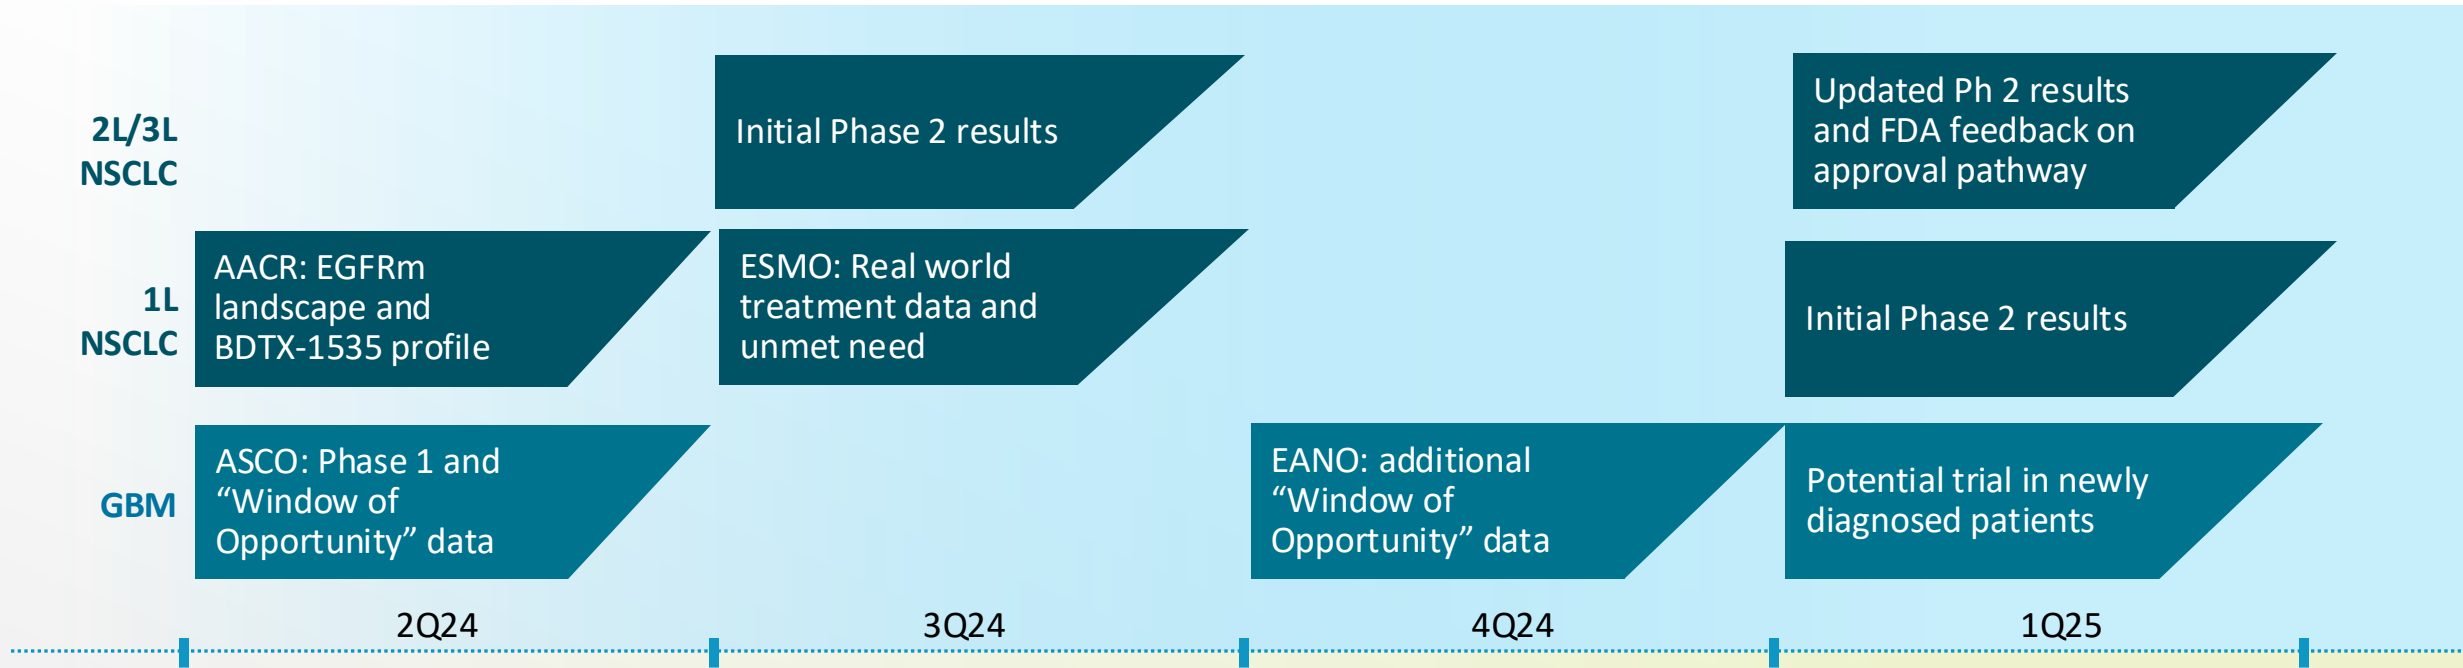 2L/3L
NSCLC
Initial Phase 2 results
Updated Ph 2 results
and FDA feedback on
approval pathway
1L
NSCLC
AACR: EGFRm
landscape and
BDTX-1535 profile
ESMO: Real world
treatment data and
unmet need
Initial Phase 2 results
GBM
ASCO: Phase 1 and
“Window of
Opportunity” data
EANO: additional
“Window of
Opportunity” data
Potential trial in newly
diagnosed patients
2Q24
3Q24
4Q24
1Q25